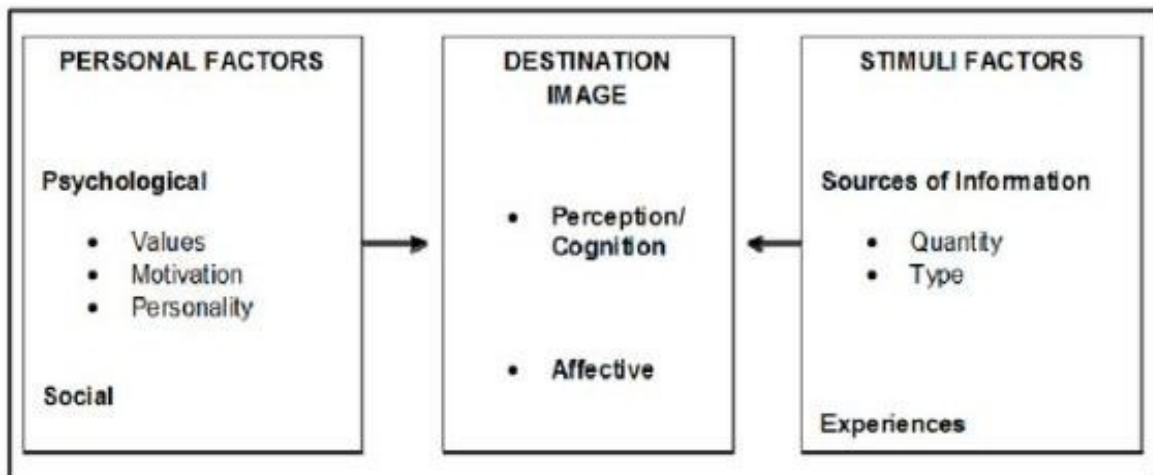 PERSONAL FACTORS
Psychological
• Values
• Motivation
• Personality
Social
DESTINATION
IMAGE
• Perception/
Cognition
• Affective
STIMULI FACTORS
Sources of Information
• Quantity
• Type
Experiences